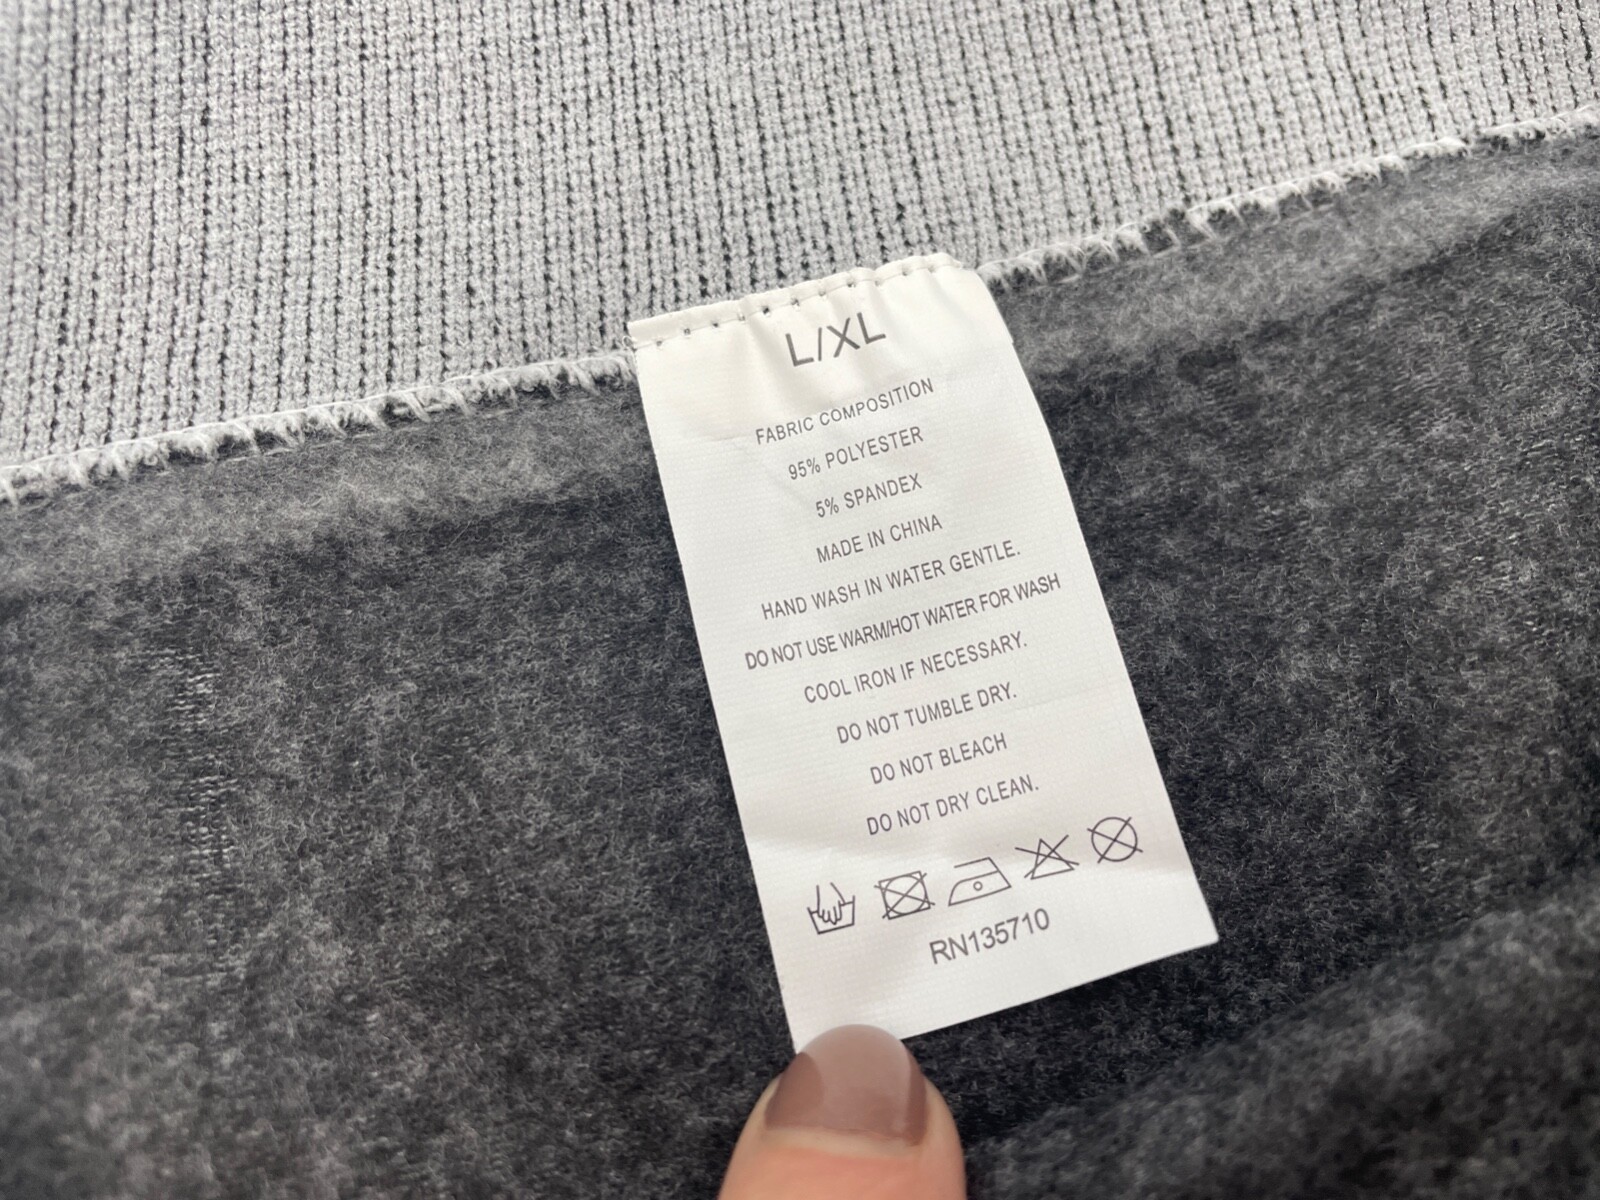 L/XL
FABRIC COMPOSITION
95% POLYESTER
5% SPANDEX
MADE IN CHINA
HAND WASH IN WATER GENTLE.
DO NOT USE WARM/HOT WATER FOR WASH
COOL IRON IF NECESSARY.
DO NOT TUMBLE DRY.
DO NOT BLEACH
DO NOT DRY CLEAN.
RN135710